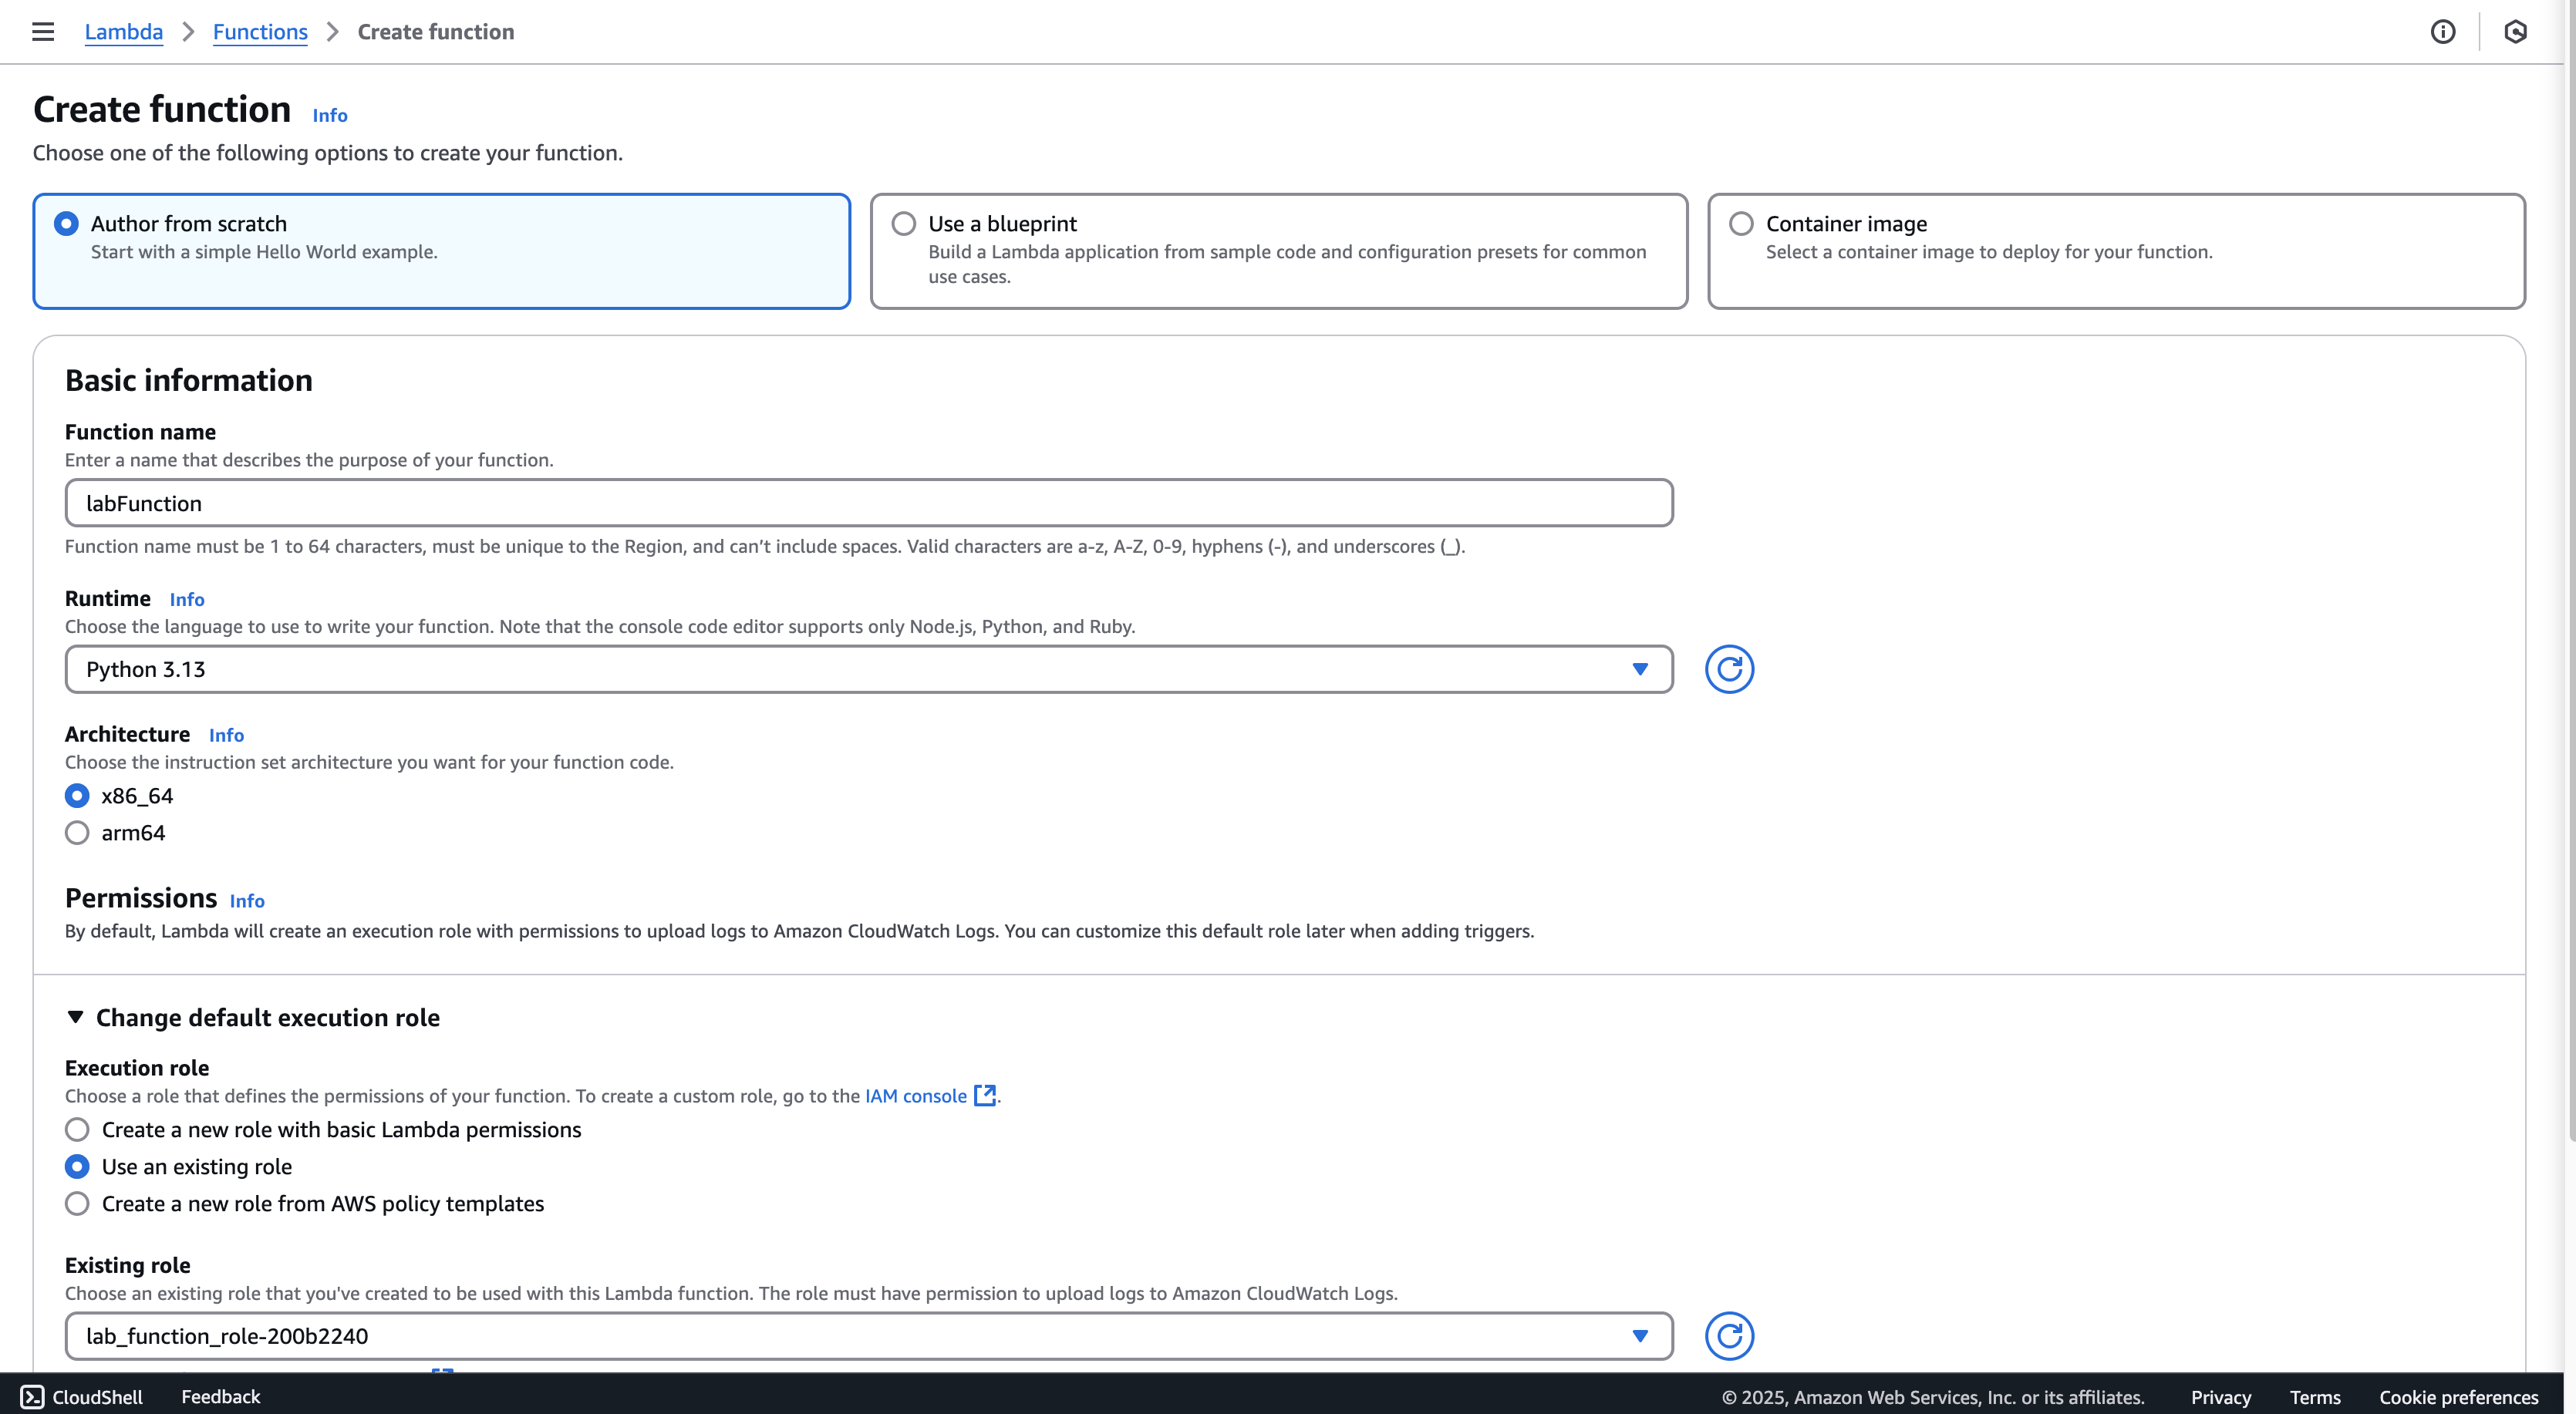 Lambda > Functions > Create function
Create function Info
Choose one of the following options to create your function.
Author from scratch
Start with a simple Hello World example.
Use a blueprint
Build a Lambda application from sample code and configuration presets for common
use cases.
Container image
Select a container image to deploy for your function.
Basic information
Function name
Enter a name that describes the purpose of your function.
labFunction
Function name must be 1 to 64 characters, must be unique to the Region, and can’t include spaces. Valid characters are a-z, A-Z, 0-9, hyphens (-), and underscores (_).
Runtime Info
Choose the language to use to write your function. Note that the console code editor supports only Node.js, Python, and Ruby.
Python 3.13
Architecture Info
Choose the instruction set architecture you want for your function code.
x86_64
arm64
Permissions Info
By default, Lambda will create an execution role with permissions to upload logs to Amazon CloudWatch Logs. You can customize this default role later when adding triggers.
Change default execution role
Execution role
Choose a role that defines the permissions of your function. To create a custom role, go to the IAM console.
Create a new role with basic Lambda permissions
Use an existing role
Create a new role from AWS policy templates
Existing role
Choose an existing role that you've created to be used with this Lambda function. The role must have permission to upload logs to Amazon CloudWatch Logs.
lab_function_role-200b2240
CloudShell Feedback © 2025, Amazon Web Services, Inc. or its affiliates. Privacy Terms Cookie preferences